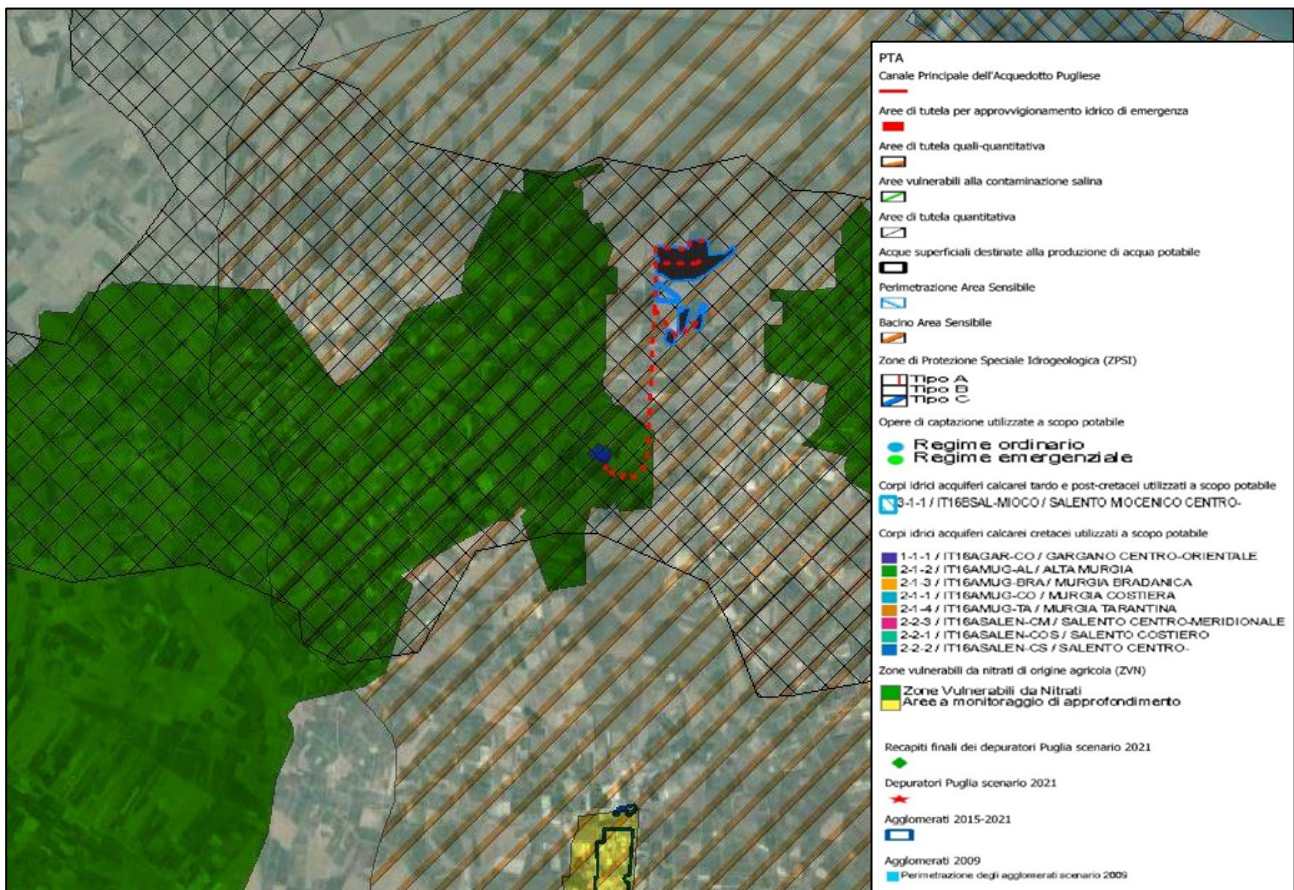 PTA
Canale Principale dell'Acquedotto Pugliese
Aree di tutela per approvvigionamento idrico di emergenza
Aree di tutela quali-quantitativa
Aree vulnerabili alla contaminazione salina
Aree di tutela quantitativa
Acque superficiali destinate alla produzione di acqua potabile
Perimetrazione Area Sensibile
Bacino Area Sensibile
Zone di Protezione Speciale Idrogeologica (ZPSI)
Tipo A
Tipo B
Tipo C
Opere di captazione utilizzate a scopo potabile
Regime ordinario
Regime emergenziale
Corpi idrici acquiferi calcarei tardo e post-cretacei utilizzati a scopo potabile
3-1-1 / IT16BSAL-MIOCO / SALENTO MIOCENICO CENTRO-
Corpi idrici acquiferi calcarei cretacei utilizzati a scopo potabile
1-1-1 / IT16AGAR-CO / GARGANO CENTRO-ORIENTALE
2-1-2 / IT16AMUG-AL / ALTA MURGIA
2-1-3 / IT16AMUG-BRA / MURGIA BRADANICA
2-1-1 / IT16AMUG-CO / MURGIA COSTIERA
2-1-4 / IT16AMUG-TA / MURGIA TARANTINA
2-2-3 / IT16ASALEN-CM / SALENTO CENTRO-MERIDIONALE
2-2-1 / IT16ASALEN-COS / SALENTO COSTIERO
2-2-2 / IT16ASALEN-CS / SALENTO CENTRO-
Zone vulnerabili da nitrati di origine agricola (ZVN)
Zone Vulnerabili da Nitrati
Aree a monitoraggio di approfondimento
Recapiti finali dei depuratori Puglia scenario 2021
Depuratori Puglia scenario 2021
Agglomerati 2015-2021
Agglomerati 2009
Perimetrazione degli agglomerati scenario 2009